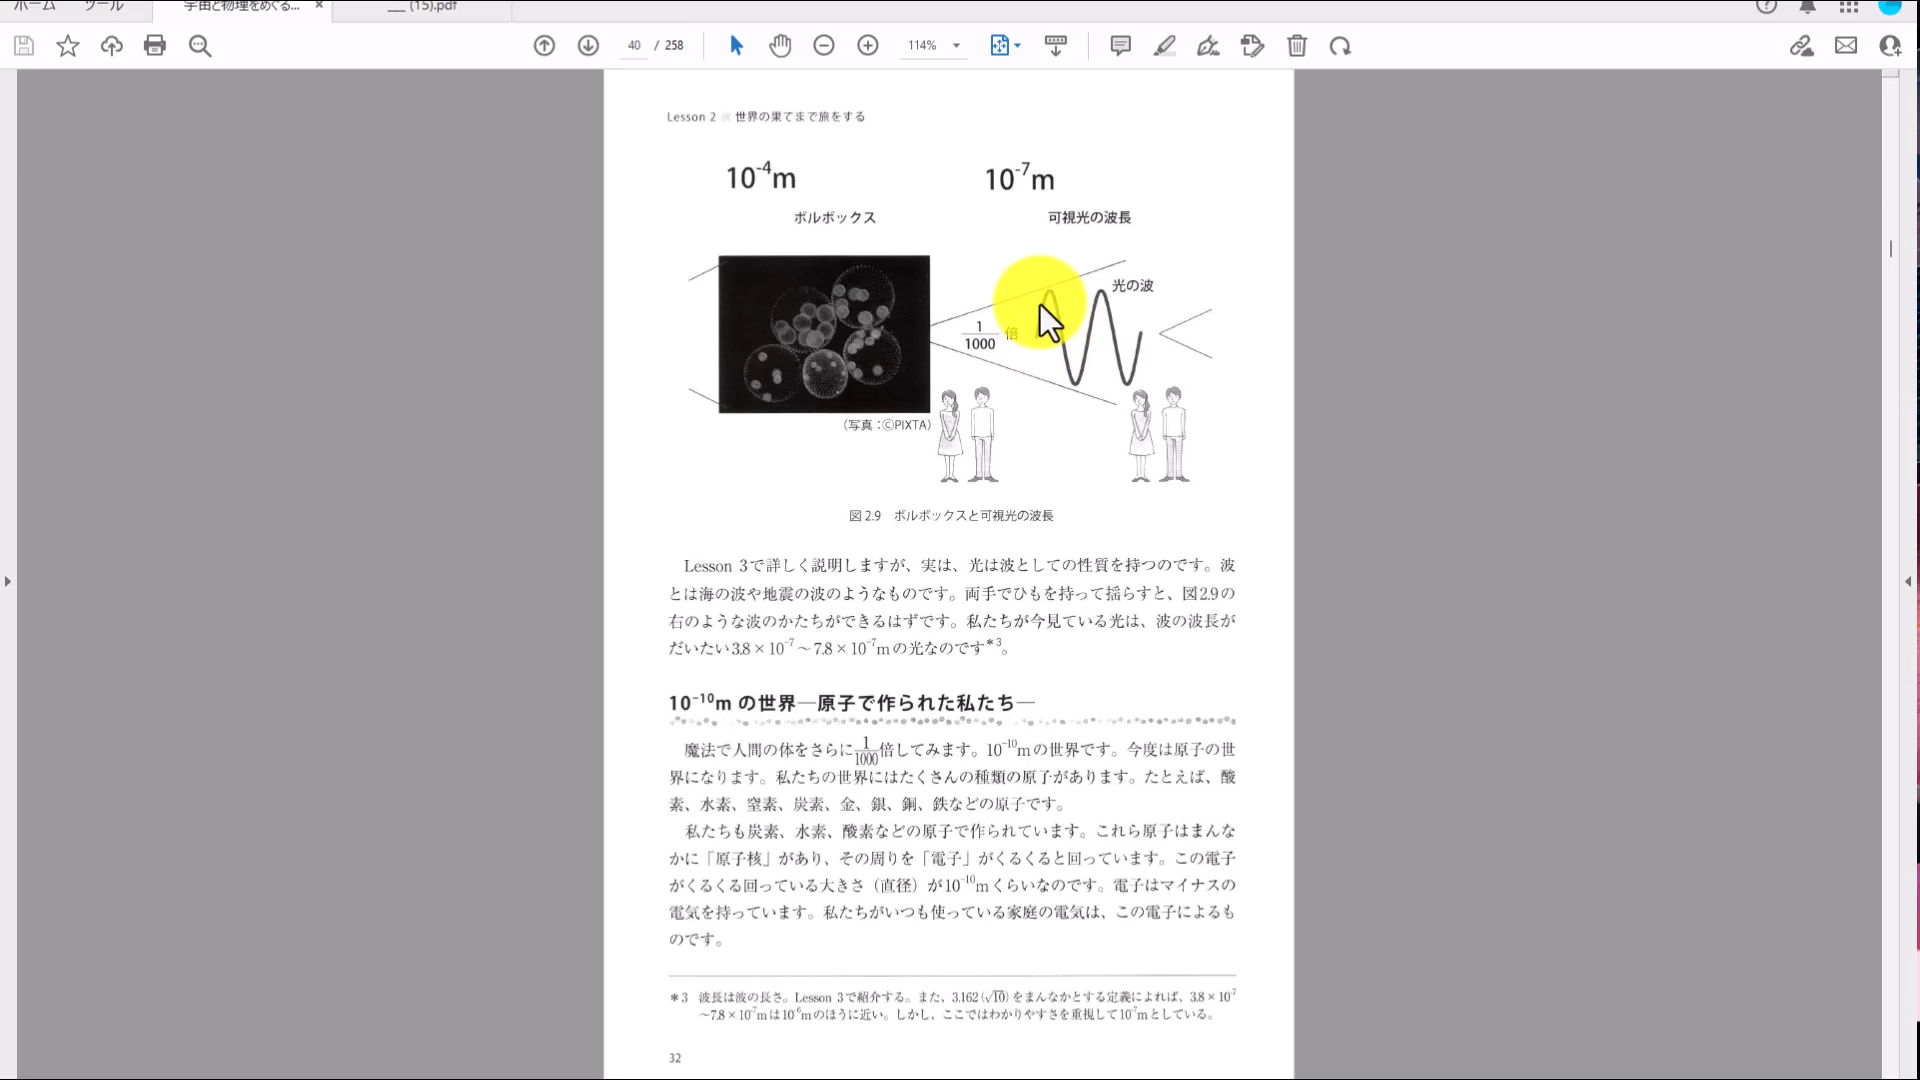 ホーム ツール 宇宙と物理をめぐる... × __ (15).pdf
40 / 258 114%
Lesson 2 世界の果てまで旅をする
10⁻⁴m 10⁻⁷m
ボルボックス 可視光の波長
光の波
1/1000 倍
(写真:©PIXTA)
図2.9 ボルボックスと可視光の波長
Lesson 3で詳しく説明しますが、実は、光は波としての性質を持つのです。波
とは海の波や地震の波のようなものです。両手でひもを持って揺らすと、図2.9の
右のような波のかたちができるはずです。私たちが今見ている光は、波の波長が
だいたい3.8×10⁻⁷~7.8×10⁻⁷mの光なのです*³。
10⁻¹⁰m の世界―原子で作られた私たち―
魔法で人間の体をさらに1/1000倍してみます。10⁻¹⁰mの世界です。今度は原子の世
界になります。私たちの世界にはたくさんの種類の原子があります。たとえば、酸
素、水素、窒素、炭素、金、銀、銅、鉄などの原子です。
私たちも炭素、水素、酸素などの原子で作られています。これら原子はまんな
かに「原子核」があり、その周りを「電子」がくるくると回っています。この電子
がくるくる回っている大きさ(直径)が10⁻¹⁰mくらいなのです。電子はマイナスの
電気を持っています。私たちがいつも使っている家庭の電気は、この電子によるも
のです。
*3 波長は波の長さ。Lesson 3で紹介する。また、3.162(√10)をまんなかとする定義によれば、3.8×10⁻⁷
~7.8×10⁻⁷mは10⁻⁶mのほうに近い。しかし、ここではわかりやすさを重視して10⁻⁷mとしている。
32